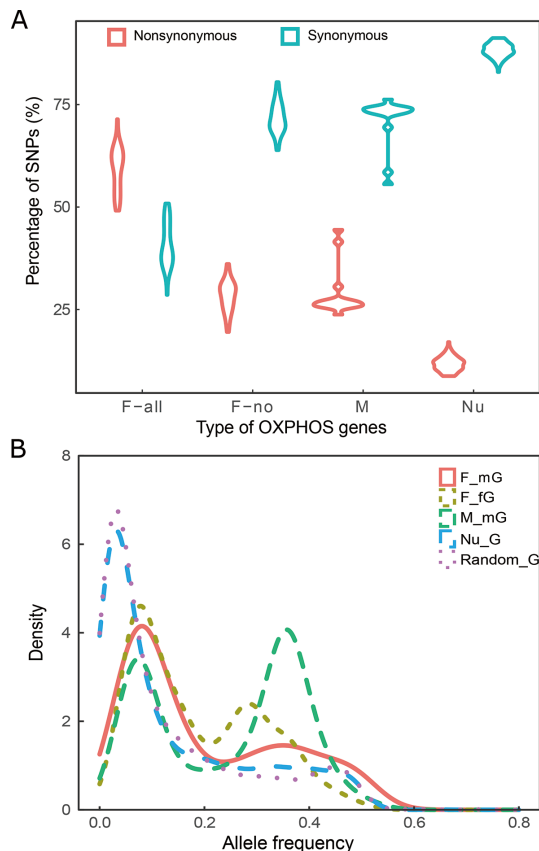 A
Nonsynonymous
Synonymous
Percentage of SNPs (%)
75
50
25
F-all
F-no
M
Nu
Type of OXPHOS genes
B
F_mG
F_fG
M_mG
Nu_G
Random_G
Density
8
6
4
2
0
0.0
0.2
0.4
0.6
0.8
Allele frequency